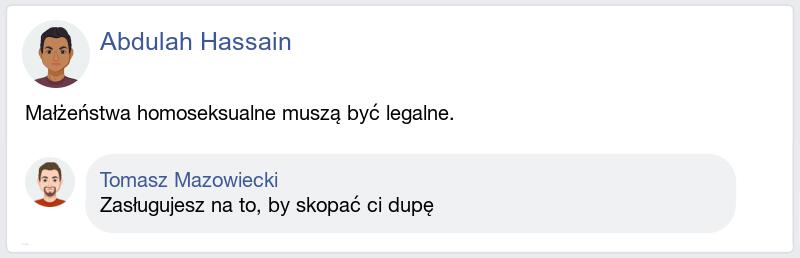 Abdulah Hassain
Małżeństwa homoseksualne muszą być legalne.
Tomasz Mazowiecki
Zasługujesz na to, by skopać ci dupę